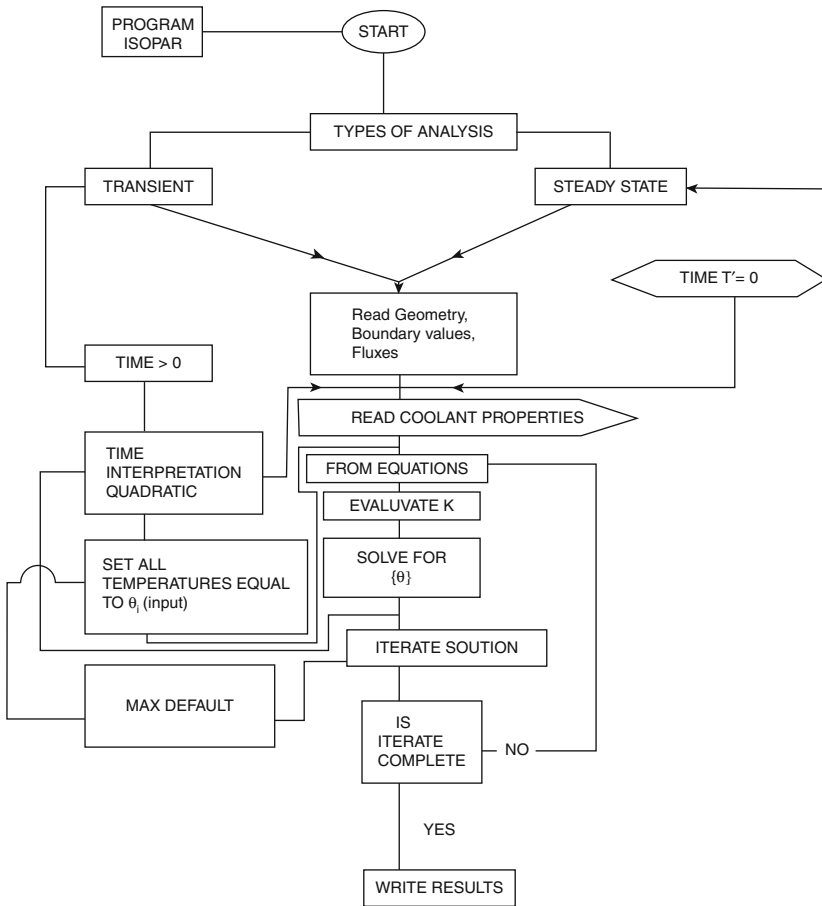 PROGRAM
ISOPAR
START
TYPES OF ANALYSIS
TRANSIENT
STEADY STATE
TIME T′= 0
Read Geometry,
Boundary values,
Fluxes
TIME > 0
READ COOLANT PROPERTIES
TIME
INTERPRETATION
QUADRATIC
FROM EQUATIONS
EVALUVATE K
SOLVE FOR
{θ}
SET ALL
TEMPERATURES EQUAL
TO θi (input)
ITERATE SOUTION
MAX DEFAULT
IS
ITERATE
COMPLETE
NO
YES
WRITE RESULTS